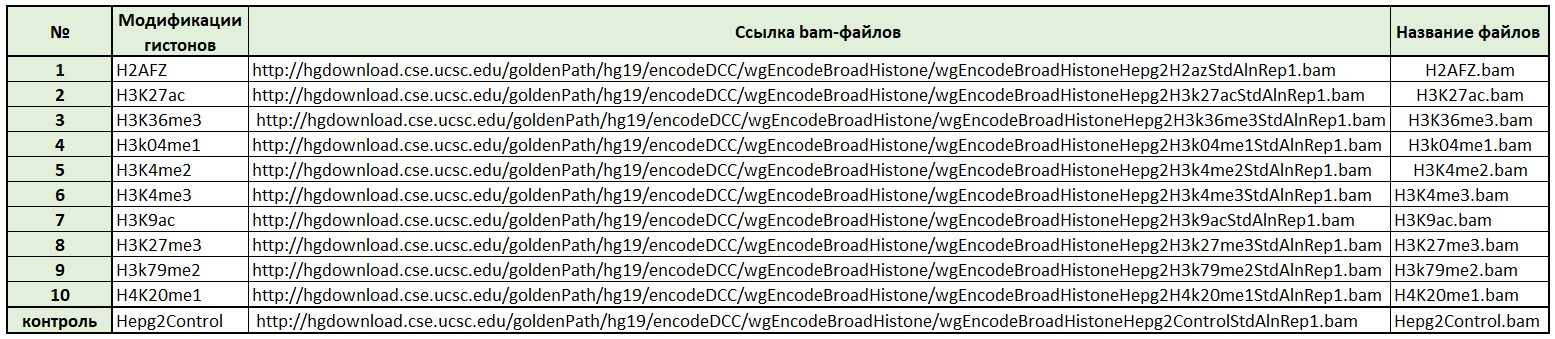 № Модификации гистонов Ссылка bam-файлов Название файлов
1 H2AFZ http://hgdownload.cse.ucsc.edu/goldenPath/hg19/encodeDCC/wgEncodeBroadHistone/wgEncodeBroadHistoneHepg2H2azStdAlnRep1.bam H2AFZ.bam
2 H3K27ac http://hgdownload.cse.ucsc.edu/goldenPath/hg19/encodeDCC/wgEncodeBroadHistone/wgEncodeBroadHistoneHepg2H3k27acStdAlnRep1.bam H3K27ac.bam
3 H3K36me3 http://hgdownload.cse.ucsc.edu/goldenPath/hg19/encodeDCC/wgEncodeBroadHistone/wgEncodeBroadHistoneHepg2H3k36me3StdAlnRep1.bam H3K36me3.bam
4 H3k04me1 http://hgdownload.cse.ucsc.edu/goldenPath/hg19/encodeDCC/wgEncodeBroadHistone/wgEncodeBroadHistoneHepg2H3k04me1StdAlnRep1.bam H3k04me1.bam
5 H3K4me2 http://hgdownload.cse.ucsc.edu/goldenPath/hg19/encodeDCC/wgEncodeBroadHistone/wgEncodeBroadHistoneHepg2H3k4me2StdAlnRep1.bam H3K4me2.bam
6 H3K4me3 http://hgdownload.cse.ucsc.edu/goldenPath/hg19/encodeDCC/wgEncodeBroadHistone/wgEncodeBroadHistoneHepg2H3k4me3StdAlnRep1.bam H3K4me3.bam
7 H3K9ac http://hgdownload.cse.ucsc.edu/goldenPath/hg19/encodeDCC/wgEncodeBroadHistone/wgEncodeBroadHistoneHepg2H3k9acStdAlnRep1.bam H3K9ac.bam
8 H3K27me3 http://hgdownload.cse.ucsc.edu/goldenPath/hg19/encodeDCC/wgEncodeBroadHistone/wgEncodeBroadHistoneHepg2H3k27me3StdAlnRep1.bam H3K27me3.bam
9 H3k79me2 http://hgdownload.cse.ucsc.edu/goldenPath/hg19/encodeDCC/wgEncodeBroadHistone/wgEncodeBroadHistoneHepg2H3k79me2StdAlnRep1.bam H3k79me2.bam
10 H4K20me1 http://hgdownload.cse.ucsc.edu/goldenPath/hg19/encodeDCC/wgEncodeBroadHistone/wgEncodeBroadHistoneHepg2H4k20me1StdAlnRep1.bam H4K20me1.bam
контроль Hepg2Control http://hgdownload.cse.ucsc.edu/goldenPath/hg19/encodeDCC/wgEncodeBroadHistone/wgEncodeBroadHistoneHepg2ControlStdAlnRep1.bam Hepg2Control.bam